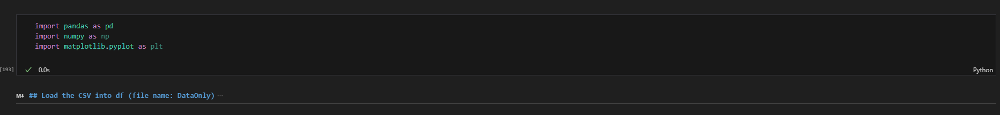 import pandas as pd
import numpy as np
import matplotlib.pyplot as plt
[193]
0.0s
Python
M↓ ## Load the CSV into df (file name: DataOnly) ···